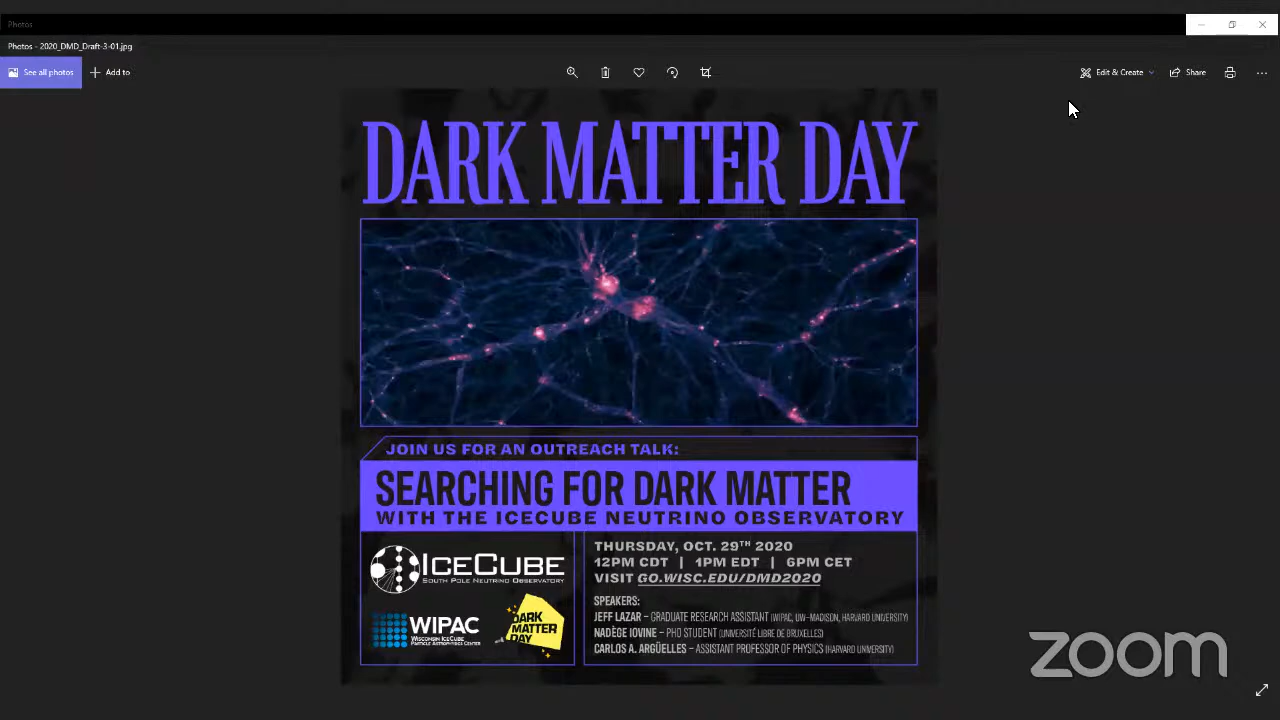 Photos
Photos - 2020_DMD_Draft-3-01.jpg
See all photos
Add to
Edit & Create
Share
DARK MATTER DAY
JOIN US FOR AN OUTREACH TALK:
SEARCHING FOR DARK MATTER
WITH THE ICECUBE NEUTRINO OBSERVATORY
ICECUBE
SOUTH POLE NEUTRINO OBSERVATORY
WIPAC
WISCONSIN ICECUBE
PARTICLE ASTROPHYSICS CENTER
DARK
MATTER
DAY
THURSDAY, OCT. 29TH 2020
12PM CDT | 1PM EDT | 6PM CET
VISIT GO.WISC.EDU/DMD2020
SPEAKERS:
JEFF LAZAR – GRADUATE RESEARCH ASSISTANT (WIPAC, UW–MADISON, HARVARD UNIVERSITY)
NADÈGE IOVINE – PHD STUDENT (UNIVERSITÉ LIBRE DE BRUXELLES)
CARLOS A. ARGÜELLES – ASSISTANT PROFESSOR OF PHYSICS (HARVARD UNIVERSITY)
zoom